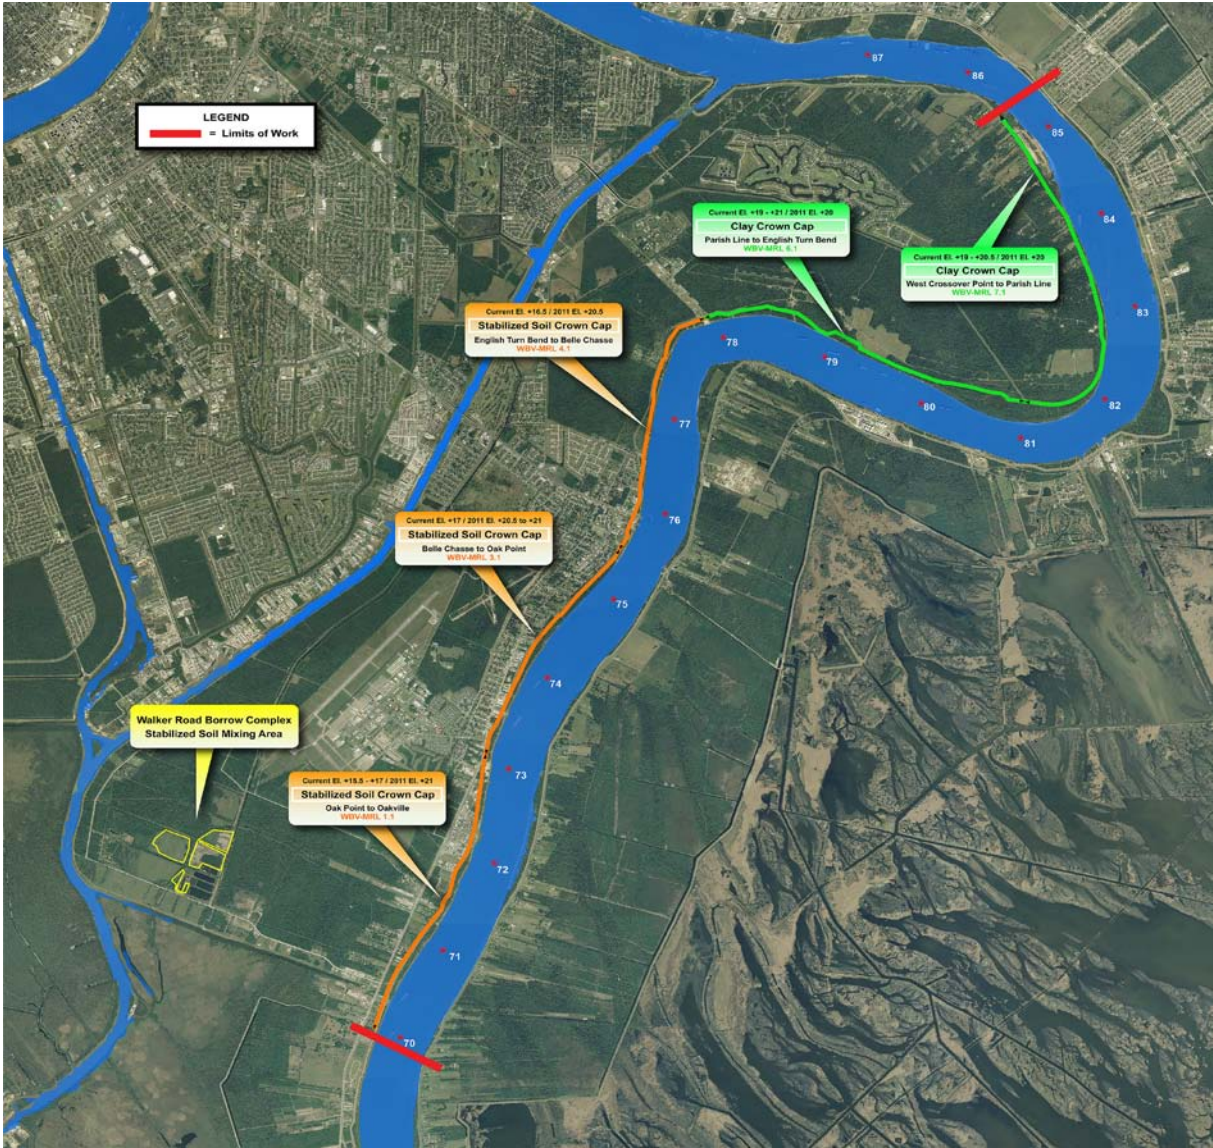 87
86
LEGEND
= Limits of Work
85
84
Current El. +19 - +21 / 2011 El. +20
Clay Crown Cap
Parish Line to English Turn Bend
WBV-MRL 6.1
Current El. +19 - +20.5 / 2011 El. +20
Clay Crown Cap
West Crossover Point to Parish Line
WBV-MRL 7.1
83
Current El. +16.5 / 2011 El. +20.5
Stabilized Soil Crown Cap
English Turn Bend to Belle Chasse
WBV-MRL 4.1
78
79
80
82
77
81
76
Current El. +17 / 2011 El. +20.5 to +21
Stabilized Soil Crown Cap
Belle Chasse to Oak Point
WBV-MRL 3.1
75
74
Walker Road Borrow Complex
Stabilized Soil Mixing Area
73
Current El. +15.5 - +17 / 2011 El. +21
Stabilized Soil Crown Cap
Oak Point to Oakville
WBV-MRL 1.1
72
71
70